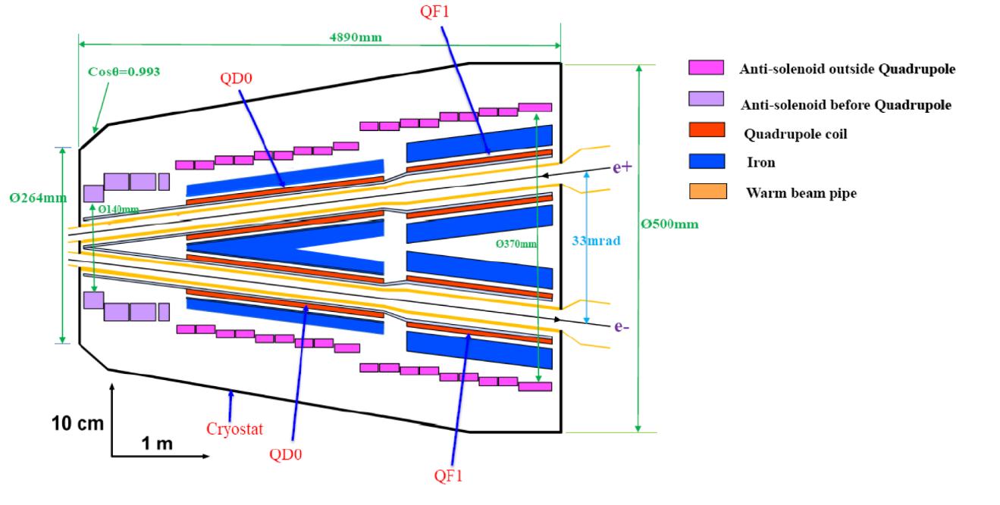 QF1
4890mm
Cosθ=0.993
QD0
Anti-solenoid outside Quadrupole
Anti-solenoid before Quadrupole
Quadrupole coil
Iron
Warm beam pipe
e+
Ø264mm
Ø140mm
Ø500mm
Ø370mm
33mrad
e-
10 cm
1 m
Cryostat
QD0
QF1